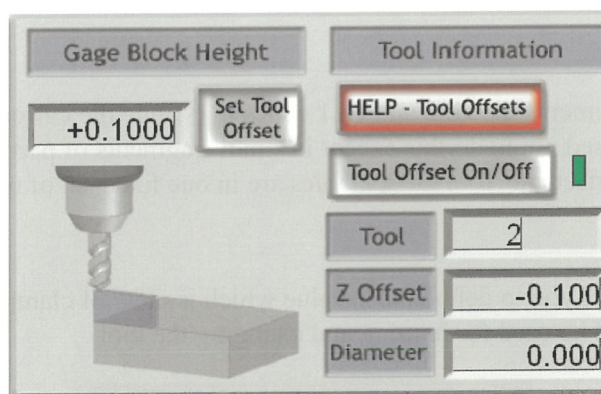 Gage Block Height
+0.1000
Set Tool
Offset
Tool Information
HELP - Tool Offsets
Tool Offset On/Off
Tool
2
Z Offset
-0.100
Diameter
0.000